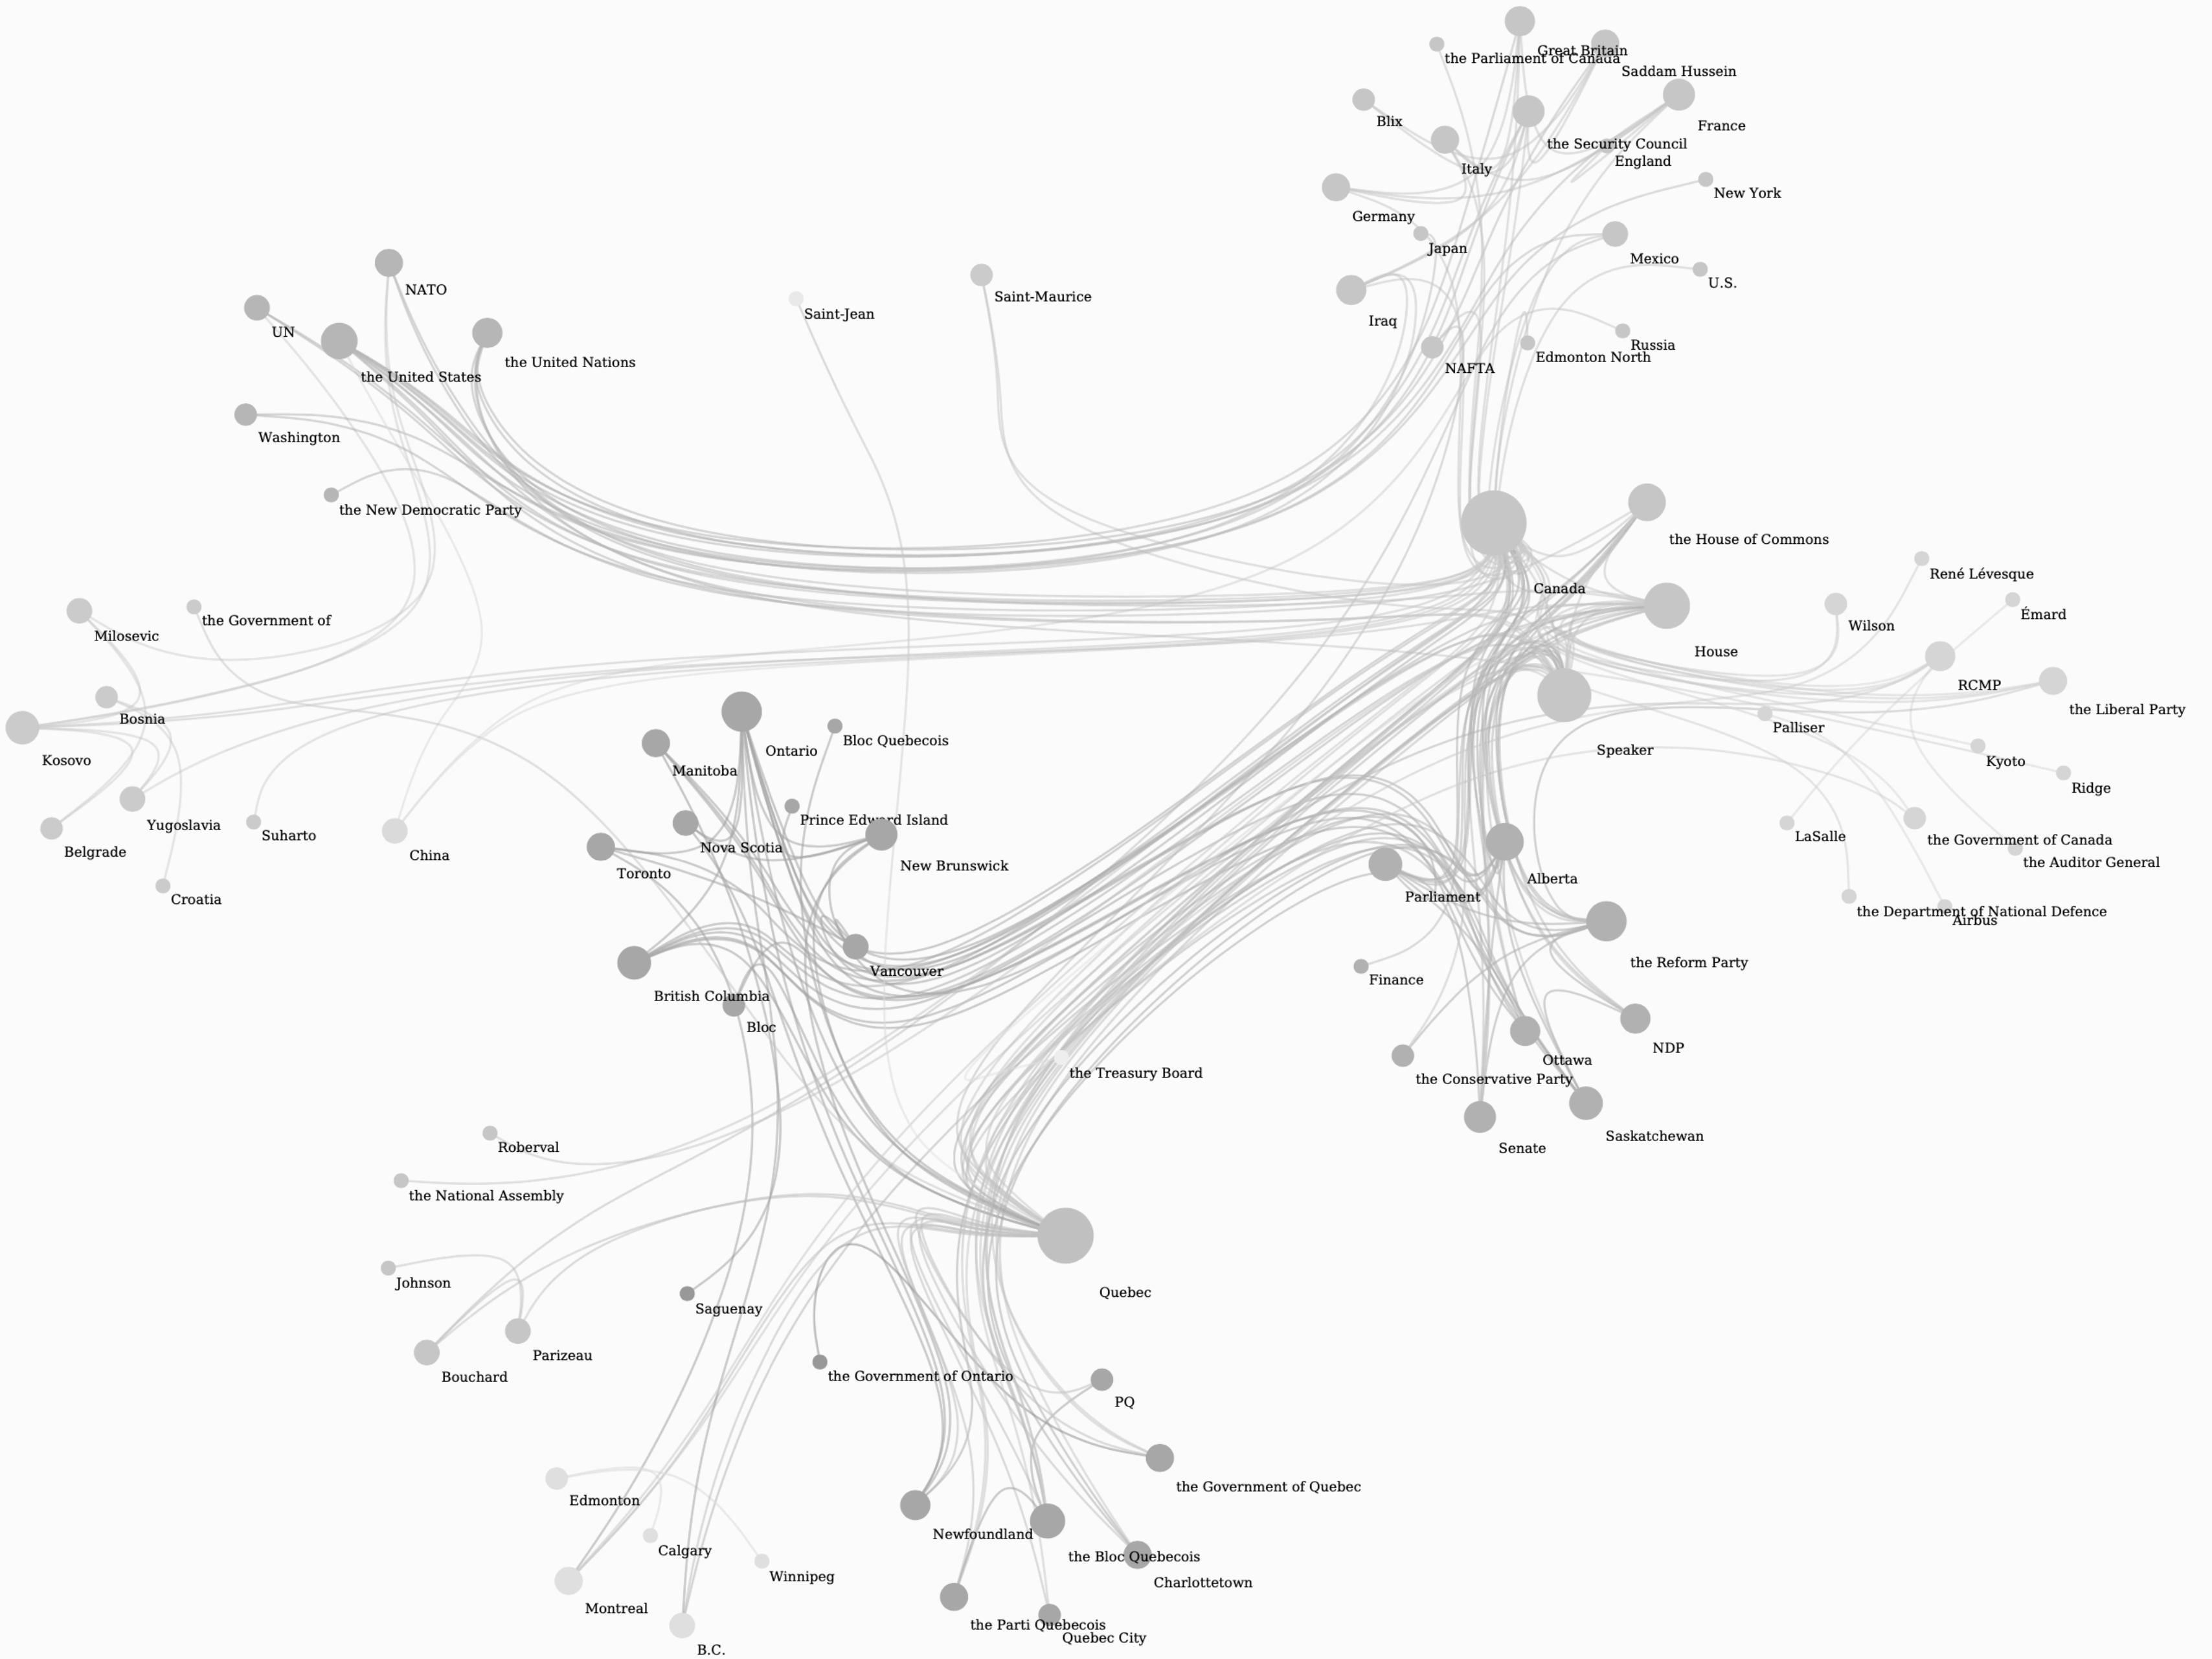 Great Britain
the Parliament of Canada
Saddam Hussein
Blix
France
the Security Council
England
Italy
New York
Germany
Japan
Mexico
U.S.
Iraq
Russia
Edmonton North
NAFTA
NATO
UN
the United States
the United Nations
Saint-Jean
Saint-Maurice
Washington
the New Democratic Party
the House of Commons
Canada
House
René Lévesque
Émard
Wilson
RCMP
the Liberal Party
Palliser
Speaker
Kyoto
Ridge
LaSalle
the Government of Canada
the Auditor General
the Department of National Defence
Airbus
the Government of
Milosevic
Bosnia
Kosovo
Yugoslavia
Suharto
Belgrade
China
Croatia
Ontario
Bloc Quebecois
Manitoba
Prince Edward Island
Nova Scotia
New Brunswick
Toronto
Vancouver
British Columbia
Bloc
Parliament
Alberta
the Reform Party
Finance
NDP
Ottawa
the Conservative Party
Saskatchewan
Senate
the Treasury Board
Roberval
the National Assembly
Johnson
Parizeau
Bouchard
Saguenay
Quebec
the Government of Ontario
PQ
the Government of Quebec
Edmonton
Calgary
Winnipeg
Montreal
B.C.
Newfoundland
the Bloc Quebecois
Charlottetown
the Parti Quebecois
Quebec City